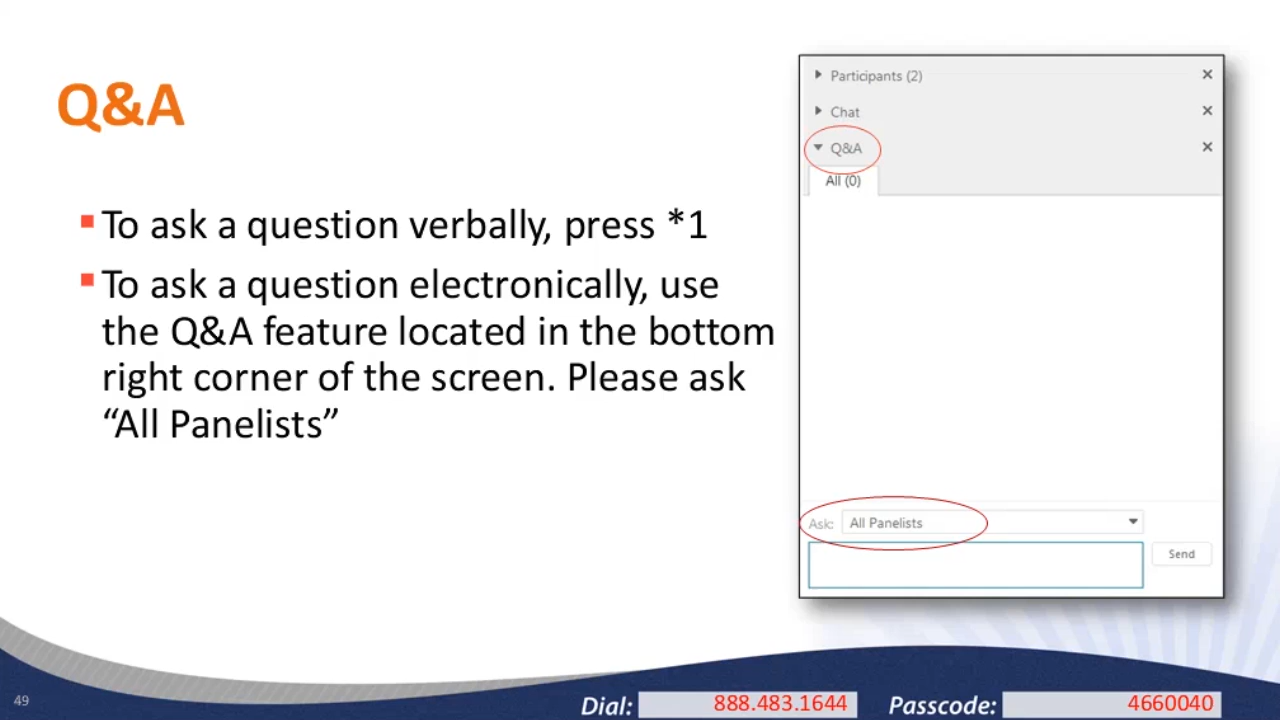 Q&A
To ask a question verbally, press *1
To ask a question electronically, use
the Q&A feature located in the bottom
right corner of the screen. Please ask
“All Panelists”
Participants (2)
Chat
Q&A
All (0)
Ask: All Panelists
Send
49
Dial: 888.483.1644 Passcode: 4660040